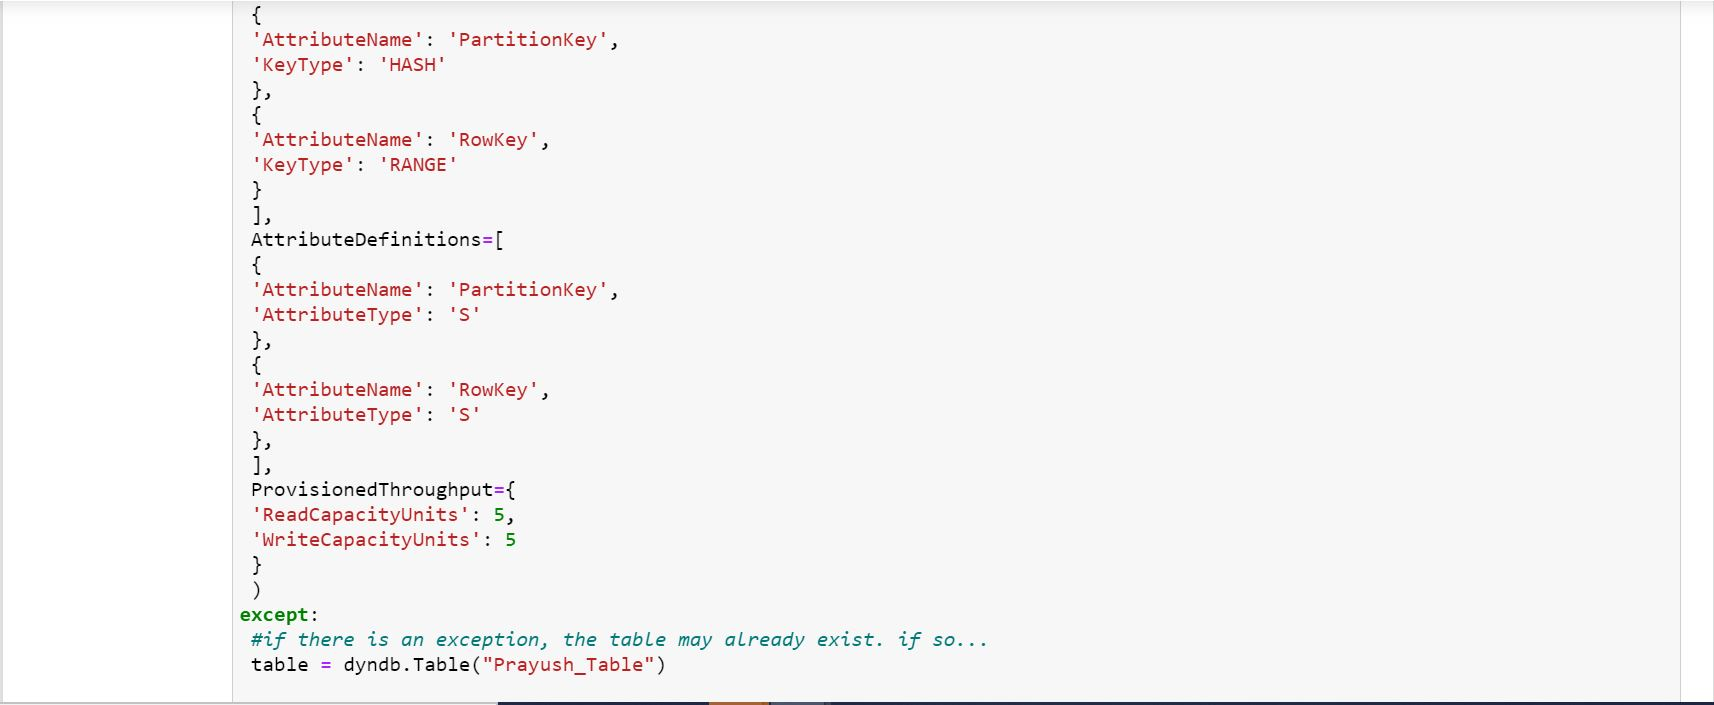 {
'AttributeName': 'PartitionKey',
'KeyType': 'HASH'
},
{
'AttributeName': 'RowKey',
'KeyType': 'RANGE'
}
],
AttributeDefinitions=[
{
'AttributeName': 'PartitionKey',
'AttributeType': 'S'
},
{
'AttributeName': 'RowKey',
'AttributeType': 'S'
},
],
ProvisionedThroughput={
'ReadCapacityUnits': 5,
'WriteCapacityUnits': 5
}
)
except:
#if there is an exception, the table may already exist. if so...
table = dyndb.Table("Prayush_Table")